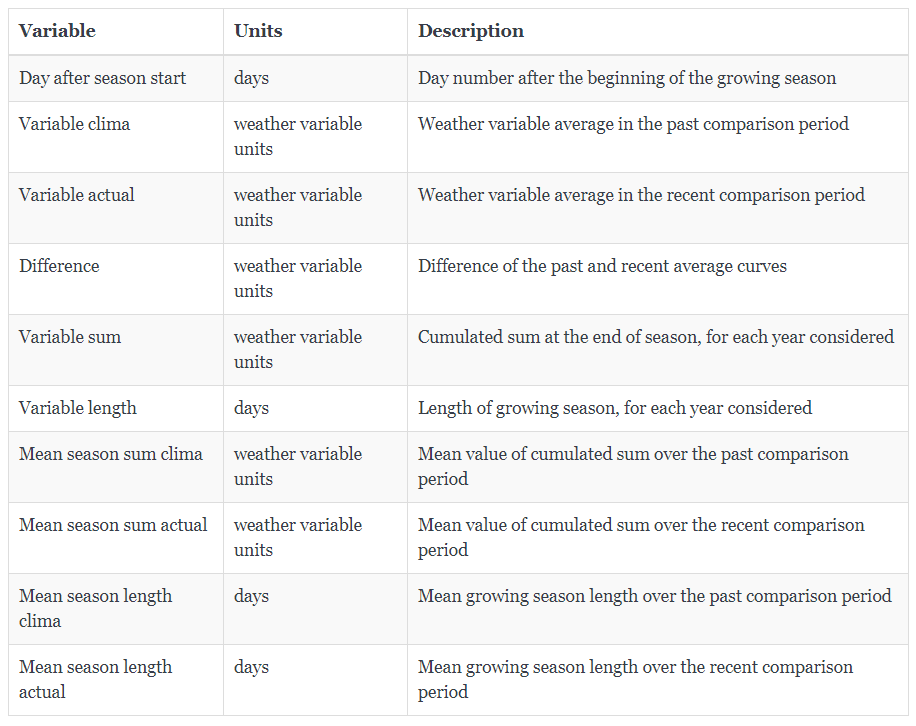 Variable Units Description
Day after season start days Day number after the beginning of the growing season
Variable clima weather variable Weather variable average in the past comparison period
units
Variable actual weather variable Weather variable average in the recent comparison period
units
Difference weather variable Difference of the past and recent average curves
units
Variable sum weather variable Cumulated sum at the end of season, for each year considered
units
Variable length days Length of growing season, for each year considered
Mean season sum clima weather variable Mean value of cumulated sum over the past comparison
units period
Mean season sum actual weather variable Mean value of cumulated sum over the recent comparison
units period
Mean season length days Mean growing season length over the past comparison period
clima
Mean season length days Mean growing season length over the recent comparison
actual period